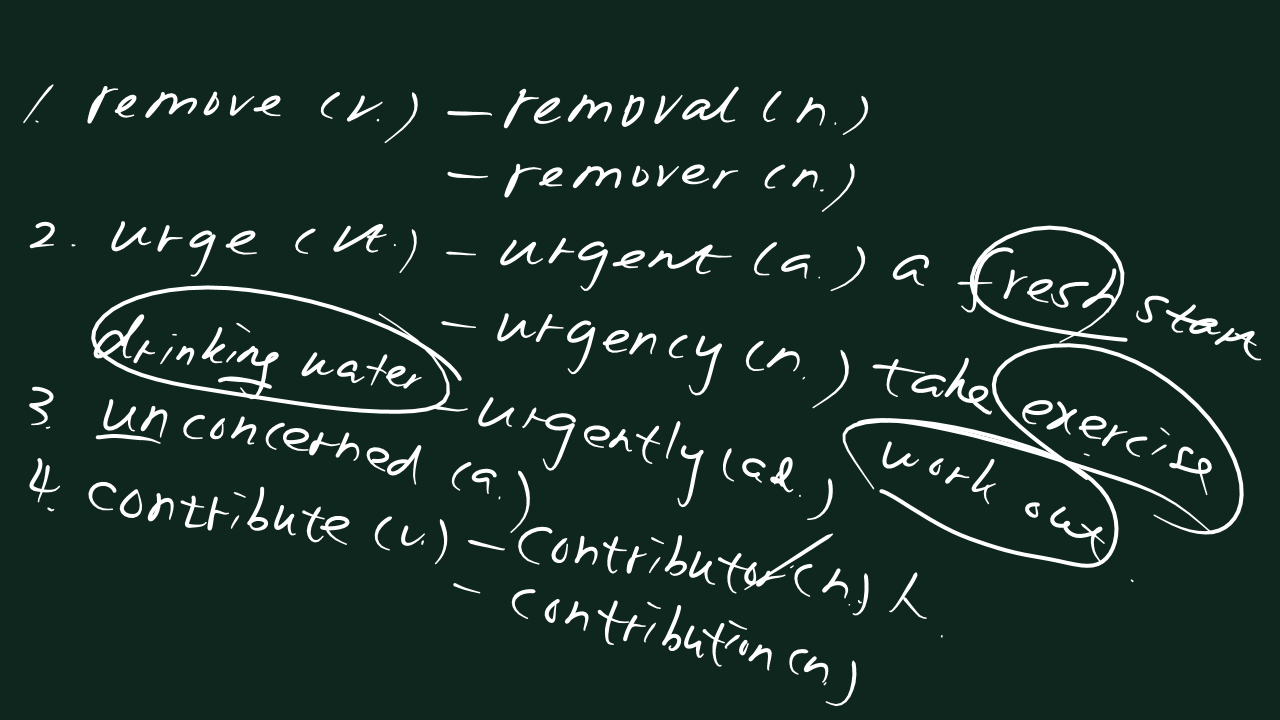 1. remove (v.) — removal (n.)
— remover (n.)
2. urge (vt.) — urgent (a.) a fresh start
— urgency (n.) take exercise
drinking water
— urgently (ad.) work out
3. unconcerned (a.)
4. contribute (v.) — contributor (n.) 人
— contribution (n.)